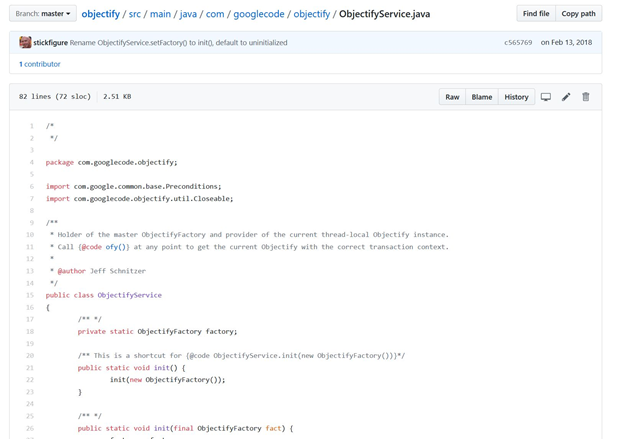 Branch: master objectify / src / main / java / com / googlecode / objectify / ObjectifyService.java Find file Copy path
stickfigure Rename ObjectifyService.setFactory() to init(), default to uninitialized c565769 on Feb 13, 2018
1 contributor
82 lines (72 sloc) 2.51 KB Raw Blame History
1 /*
2 */
3
4 package com.googlecode.objectify;
5
6 import com.google.common.base.Preconditions;
7 import com.googlecode.objectify.util.Closeable;
8
9 /**
10 * Holder of the master ObjectifyFactory and provider of the current thread-local Objectify instance.
11 * Call {@code ofy()} at any point to get the current Objectify with the correct transaction context.
12 *
13 * @author Jeff Schnitzer
14 */
15 public class ObjectifyService
16 {
17 /** */
18 private static ObjectifyFactory factory;
19
20 /** This is a shortcut for {@code ObjectifyService.init(new ObjectifyFactory())}*/
21 public static void init() {
22 init(new ObjectifyFactory());
23 }
24
25 /** */
26 public static void init(final ObjectifyFactory fact) {